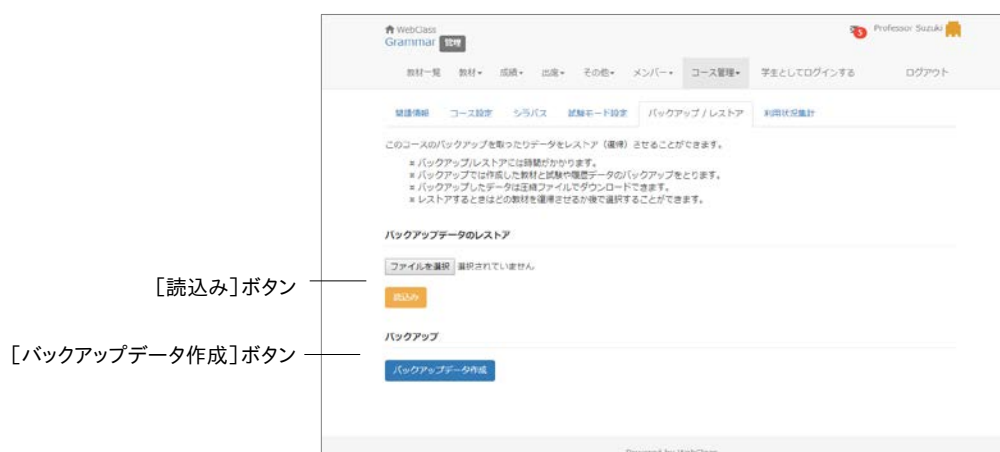 WebClass
Grammar 管理
5 Professor Suzuki
教材一覧 教材 成績 出席 その他 メンバー コース管理 学生としてログインする ログアウト
関連情報 コース設定 シラバス 試験モード設定 バックアップ / レストア 利用状況集計
このコースのバックアップを取ったりデータをレストア（復帰）させることができます。
バックアップ/レストアには時間がかかります。
バックアップでは作成した教材と試験や履歴データのバックアップをとります。
バックアップしたデータは圧縮ファイルでダウンロードできます。
レストアするときはどの教材を復帰させるか後で選択することができます。
バックアップデータのレストア
ファイルを選択 選択されていません
［読込み］ボタン
読込み
バックアップ
［バックアップデータ作成］ボタン
バックアップデータ作成
Powered by WebClass